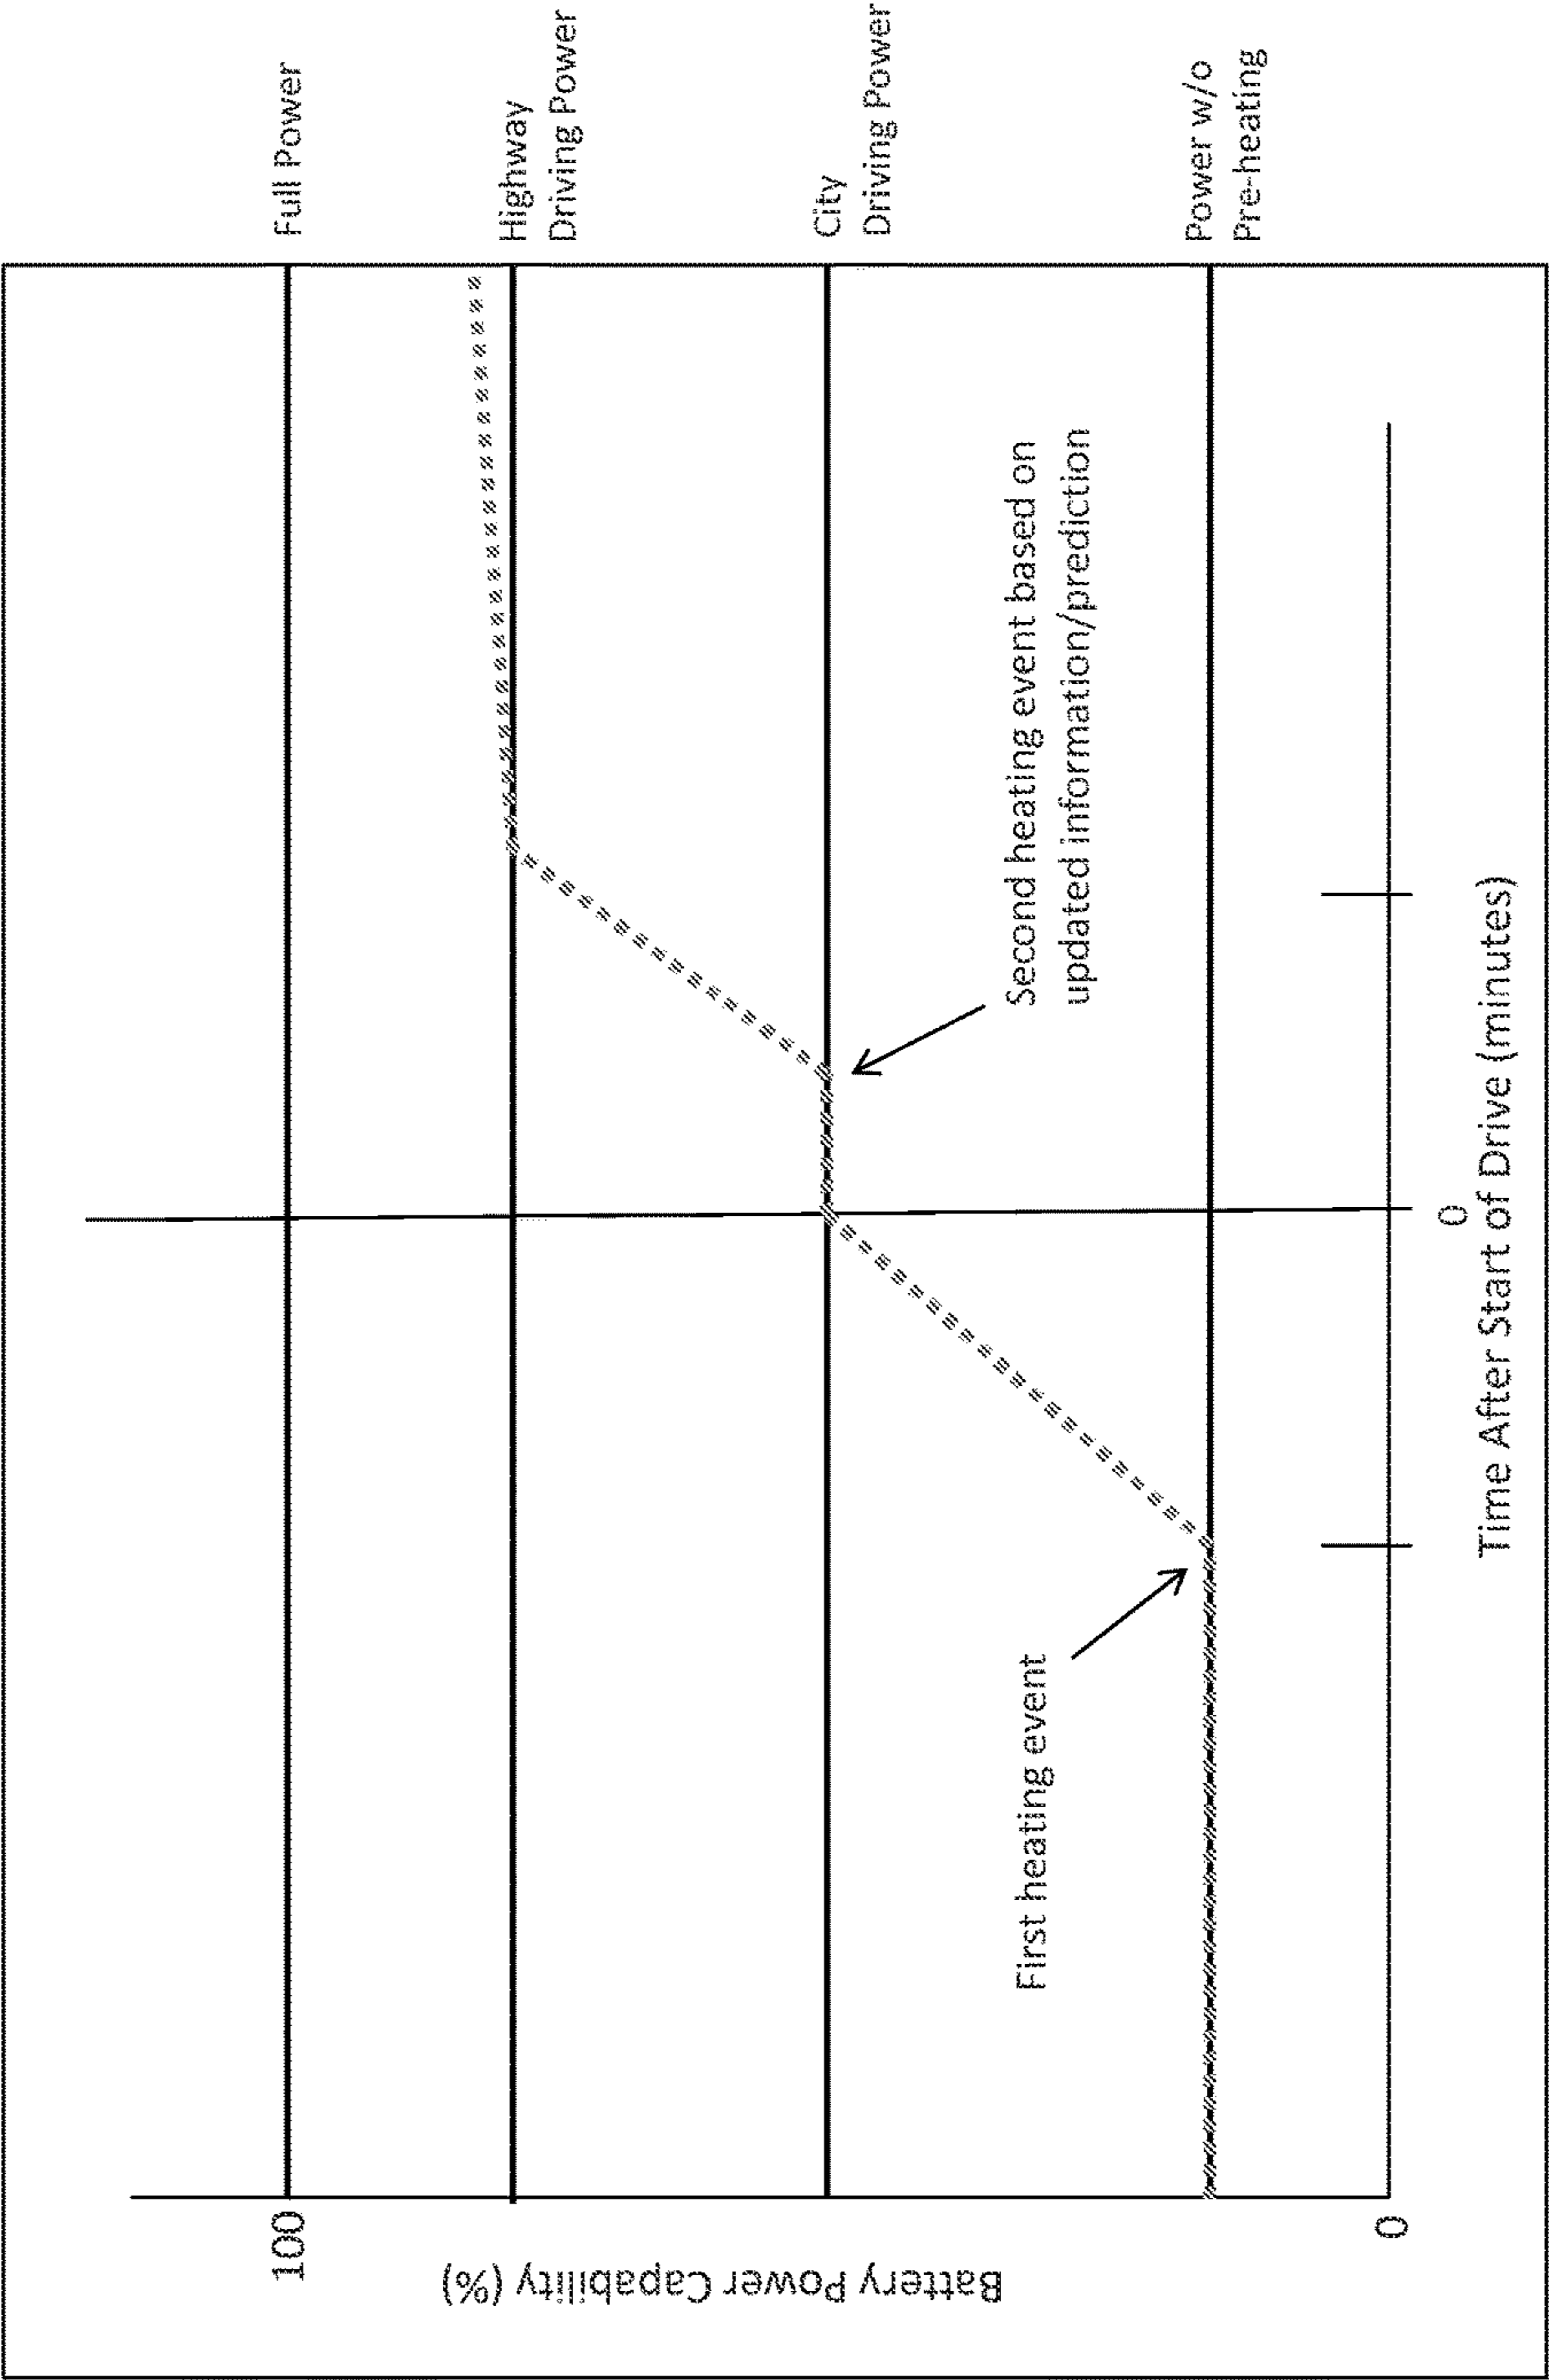 Full Power
Highway
Driving Power
City
Driving Power
Power w/o
Pre-heating
100
Battery Power Capability (%)
0
First heating event
Second heating event based on
updated information/prediction
0
Time After Start of Drive (minutes)